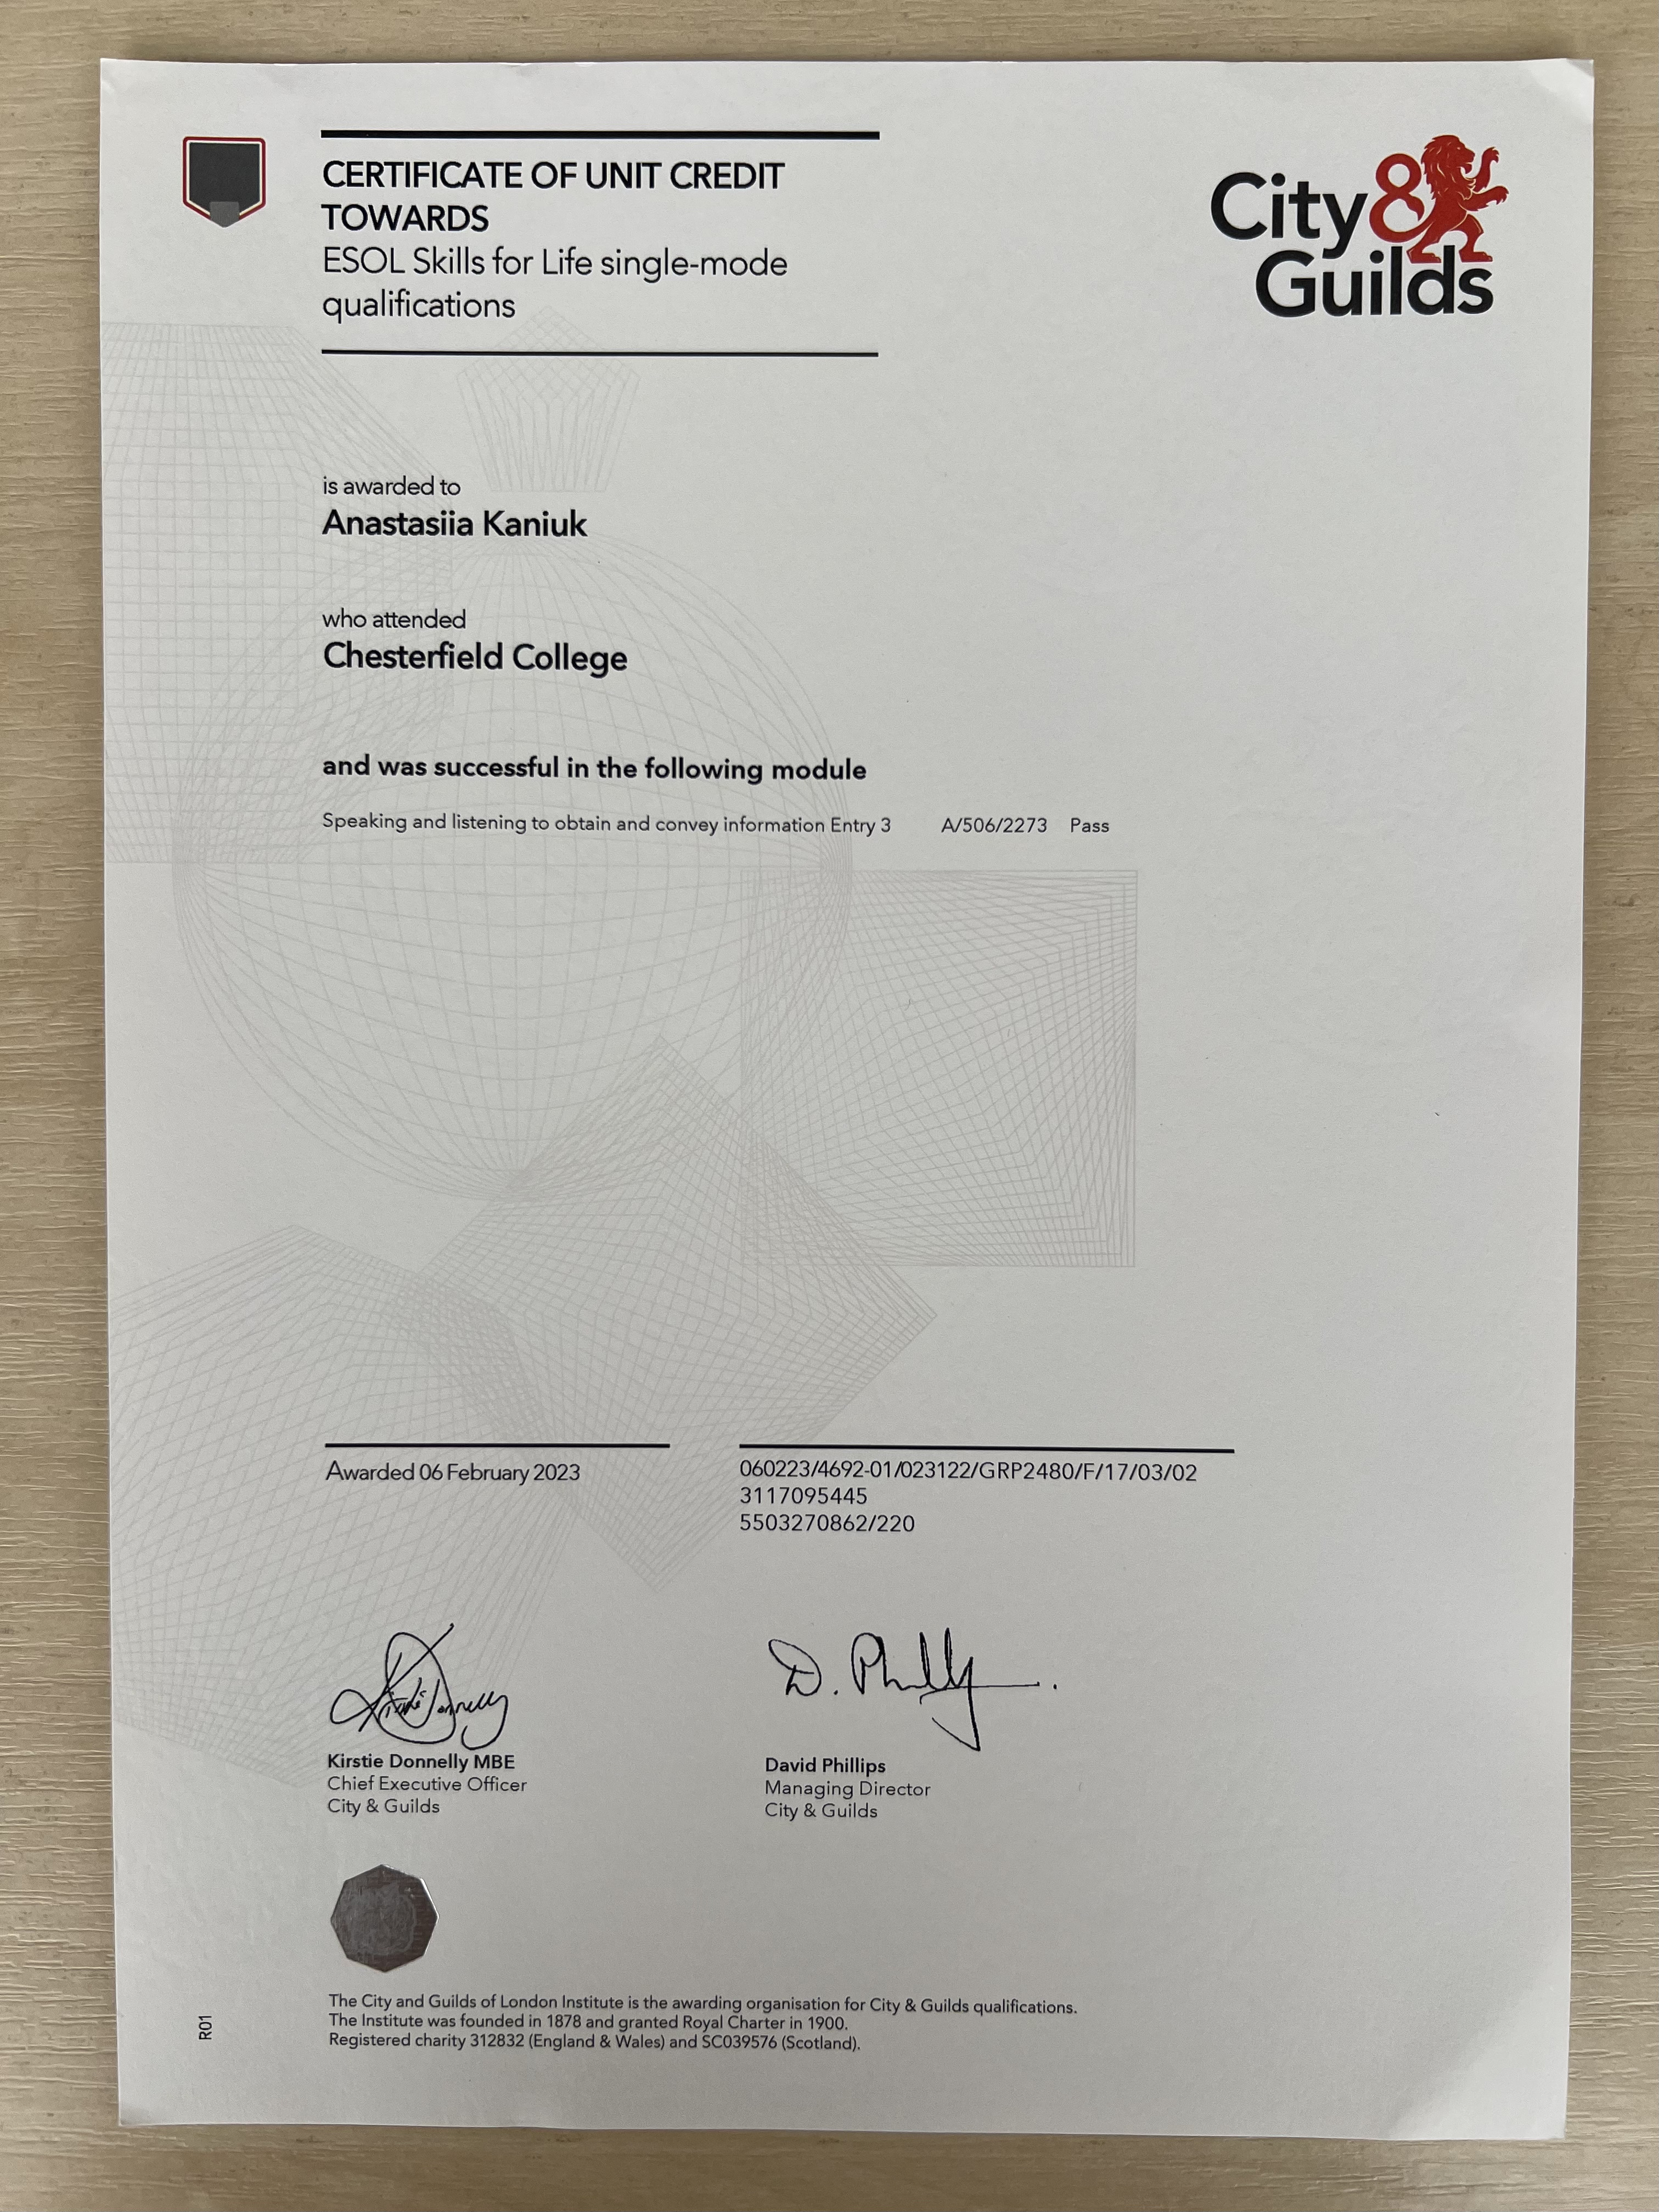 CERTIFICATE OF UNIT CREDIT
TOWARDS
ESOL Skills for Life single-mode
qualifications
City&
Guilds
is awarded to
Anastasiia Kaniuk
who attended
Chesterfield College
and was successful in the following module
Speaking and listening to obtain and convey information Entry 3 A/506/2273 Pass
Awarded 06 February 2023
060223/4692-01/023122/GRP2480/F/17/03/02
3117095445
5503270862/220
Kirstie Donnelly
D. Phillips
Kirstie Donnelly MBE
Chief Executive Officer
City & Guilds
David Phillips
Managing Director
City & Guilds
The City and Guilds of London Institute is the awarding organisation for City & Guilds qualifications.
The Institute was founded in 1878 and granted Royal Charter in 1900.
Registered charity 312832 (England & Wales) and SC039576 (Scotland).
R01